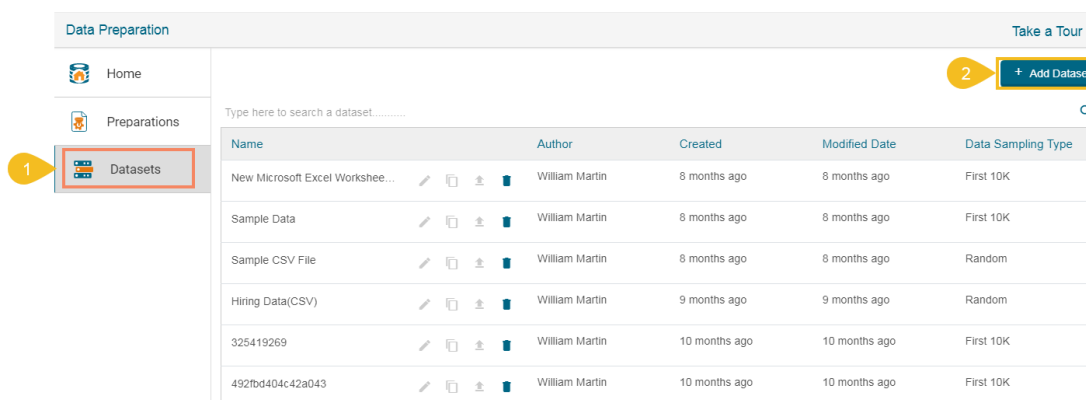 Data Preparation Take a Tour
Home
2 + Add Datase
Preparations
Type here to search a dataset...........
Name Author Created Modified Date Data Sampling Type
1 Datasets
New Microsoft Excel Workshee... William Martin 8 months ago 8 months ago First 10K
Sample Data William Martin 8 months ago 8 months ago First 10K
Sample CSV File William Martin 8 months ago 8 months ago Random
Hiring Data(CSV) William Martin 9 months ago 9 months ago Random
325419269 William Martin 10 months ago 10 months ago First 10K
492fbd404c42a043 William Martin 10 months ago 10 months ago First 10K